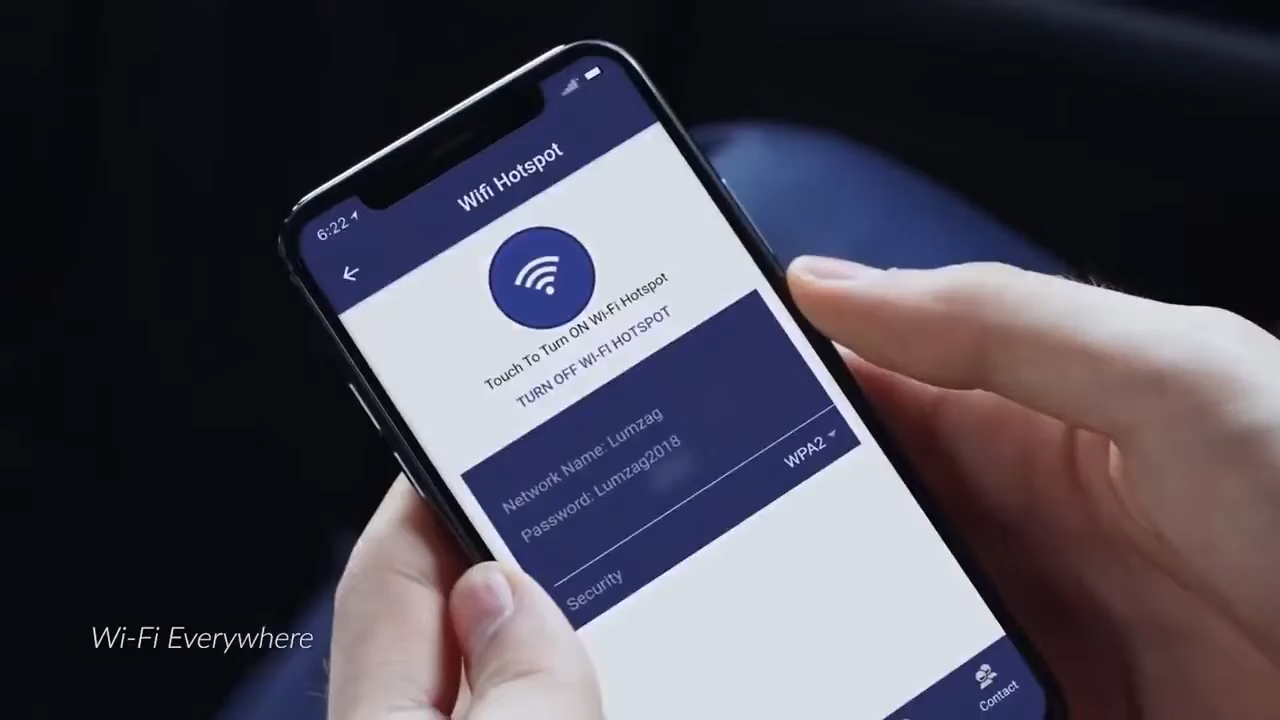 6:22
Wifi Hotspot
Touch To Turn ON Wi-Fi Hotspot
TURN OFF WI-FI HOTSPOT
Network Name: Lumzag
Password: Lumzag2018
WPA2
Security
Contact
Wi-Fi Everywhere